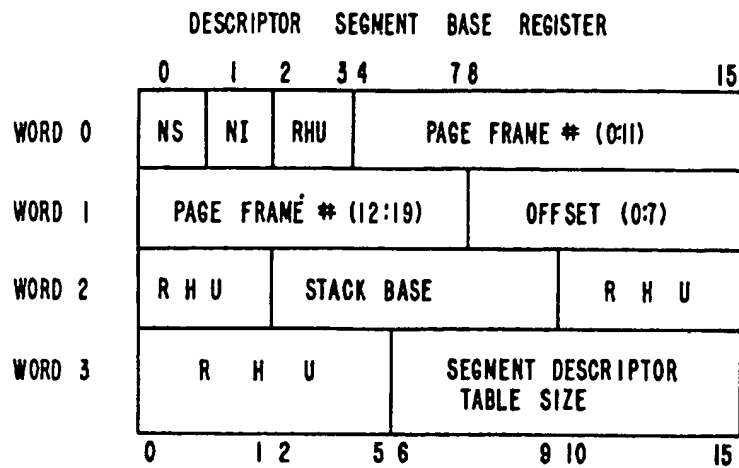 DESCRIPTOR SEGMENT BASE REGISTER
0 1 2 3 4 7 8 15
WORD 0 NS NI RHU PAGE FRAME # (0:11)
WORD 1 PAGE FRAME # (12:19) OFFSET (0:7)
WORD 2 R H U STACK BASE R H U
WORD 3 R H U SEGMENT DESCRIPTOR
TABLE SIZE
0 1 2 5 6 9 10 15